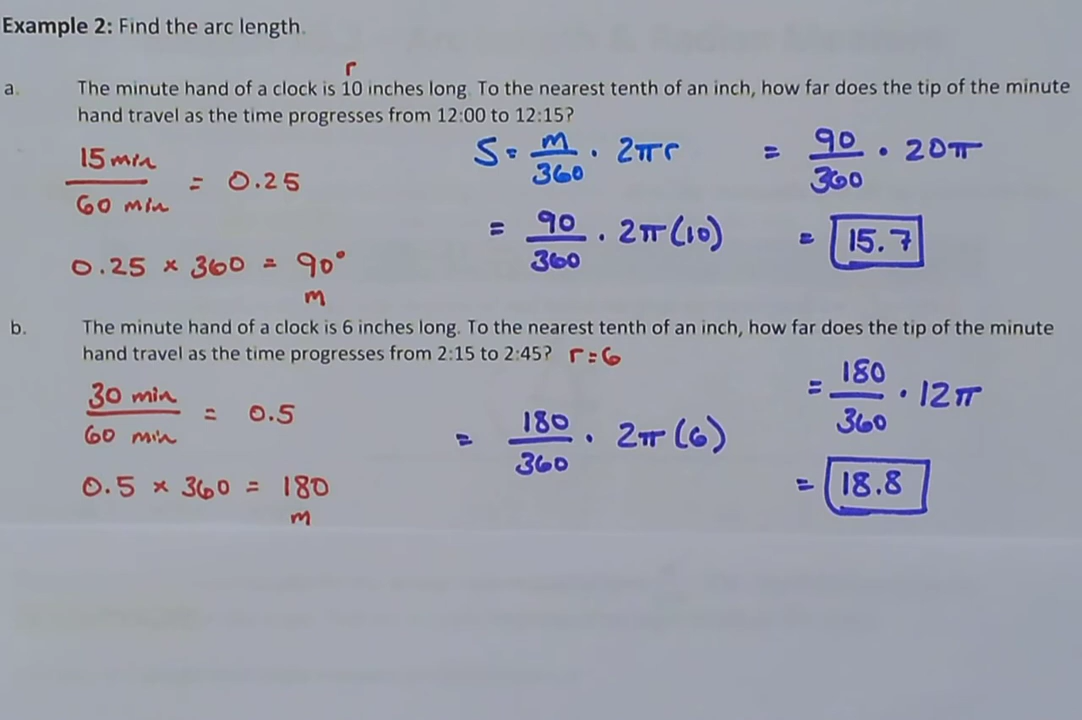 Example 2: Find the arc length.
r
a. The minute hand of a clock is 10 inches long. To the nearest tenth of an inch, how far does the tip of the minute
hand travel as the time progresses from 12:00 to 12:15?
15 min / 60 min = 0.25
0.25 × 360 = 90°
m
S = m/360 · 2πr
= 90/360 · 2π(10)
= 90/360 · 20π
= 15.7
b. The minute hand of a clock is 6 inches long. To the nearest tenth of an inch, how far does the tip of the minute
hand travel as the time progresses from 2:15 to 2:45? r=6
30 min / 60 min = 0.5
0.5 × 360 = 180
m
= 180/360 · 2π(6)
= 180/360 · 12π
= 18.8